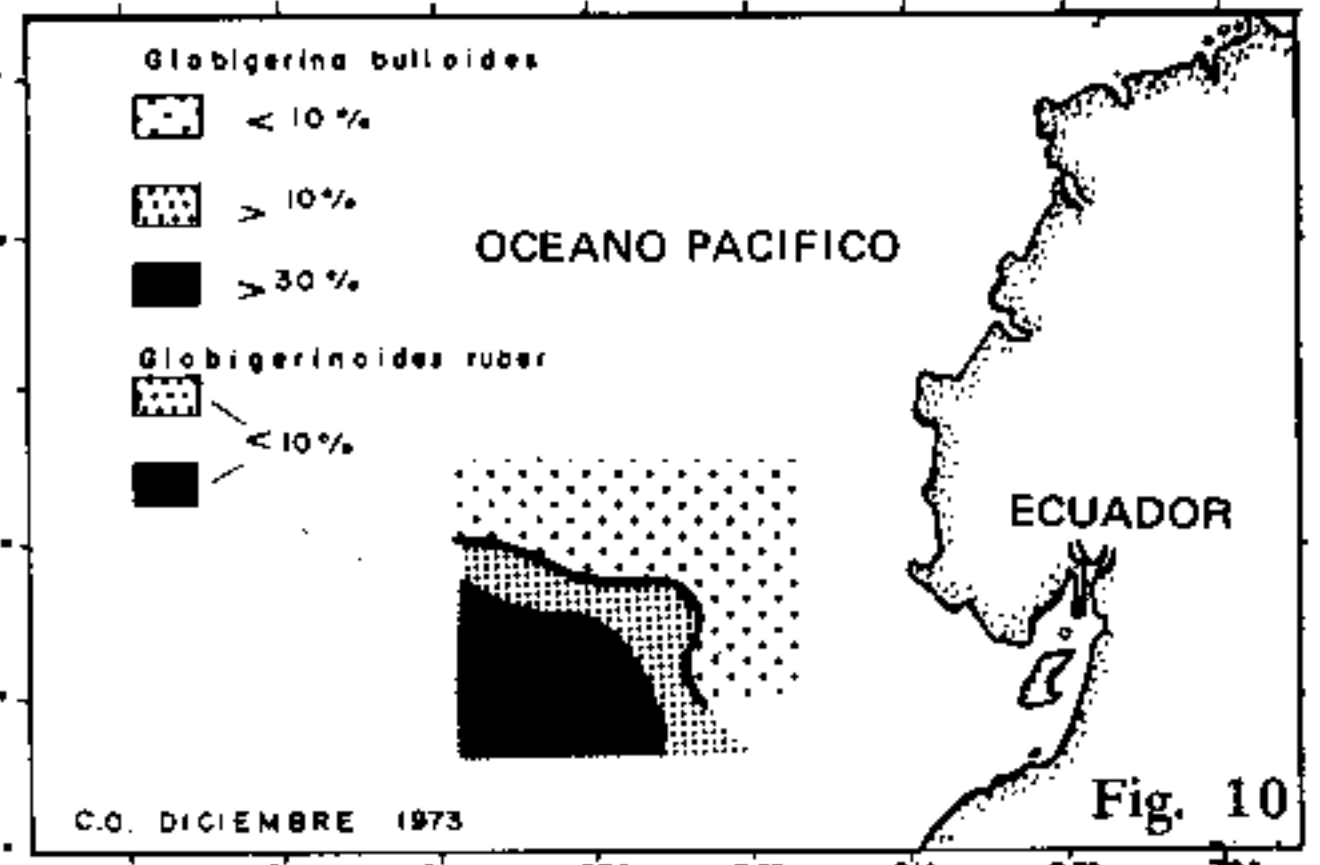 Globigerina bulloides
< 10 %
> 10 %
> 30 %
OCEANO PACIFICO
Globigerinoides ruber
< 10 %
ECUADOR
C.O. DICIEMBRE 1973
Fig. 10